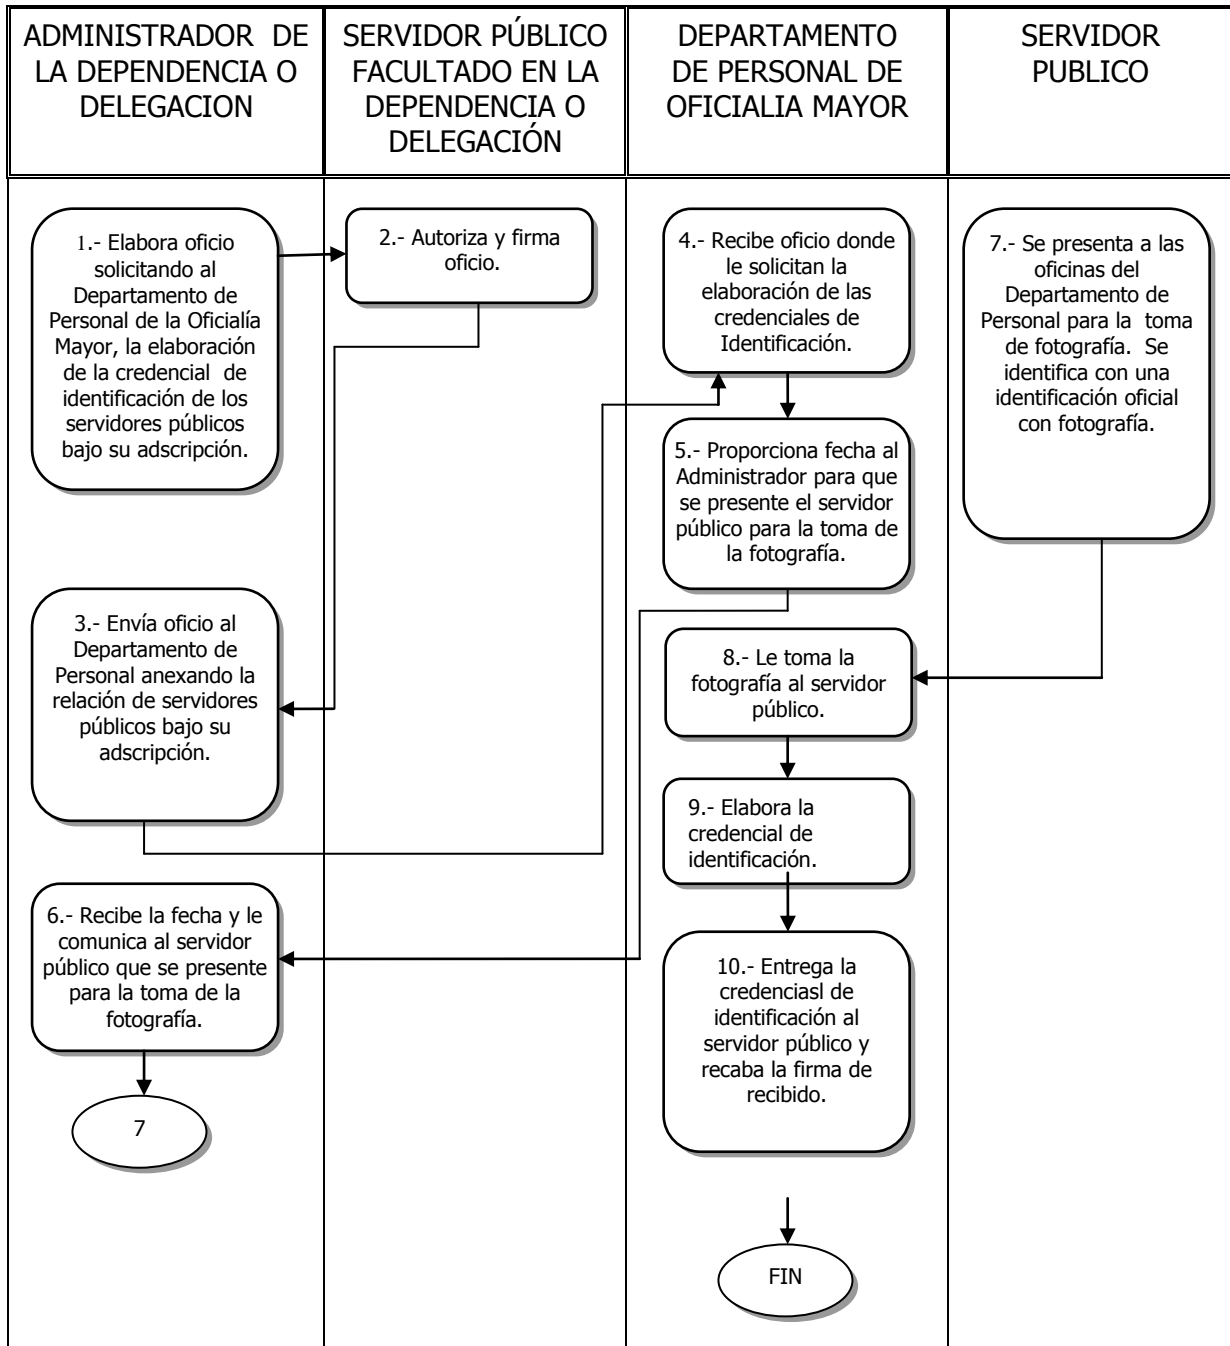 ADMINISTRADOR DE
LA DEPENDENCIA O
DELEGACION
SERVIDOR PÚBLICO
FACULTADO EN LA
DEPENDENCIA O
DELEGACIÓN
DEPARTAMENTO
DE PERSONAL DE
OFICIALIA MAYOR
SERVIDOR
PUBLICO
1.- Elabora oficio
solicitando al
Departamento de
Personal de la Oficialía
Mayor, la elaboración
de la credencial de
identificación de los
servidores públicos
bajo su adscripción.
2.- Autoriza y firma
oficio.
3.- Envía oficio al
Departamento de
Personal anexando la
relación de servidores
públicos bajo su
adscripción.
4.- Recibe oficio donde
le solicitan la
elaboración de las
credenciales de
Identificación.
5.- Proporciona fecha al
Administrador para que
se presente el servidor
público para la toma de
la fotografía.
6.- Recibe la fecha y le
comunica al servidor
público que se presente
para la toma de la
fotografía.
7
7.- Se presenta a las
oficinas del
Departamento de
Personal para la toma
de fotografía. Se
identifica con una
identificación oficial
con fotografía.
8.- Le toma la
fotografía al servidor
público.
9.- Elabora la
credencial de
identificación.
10.- Entrega la
credenciasl de
identificación al
servidor público y
recaba la firma de
recibido.
FIN